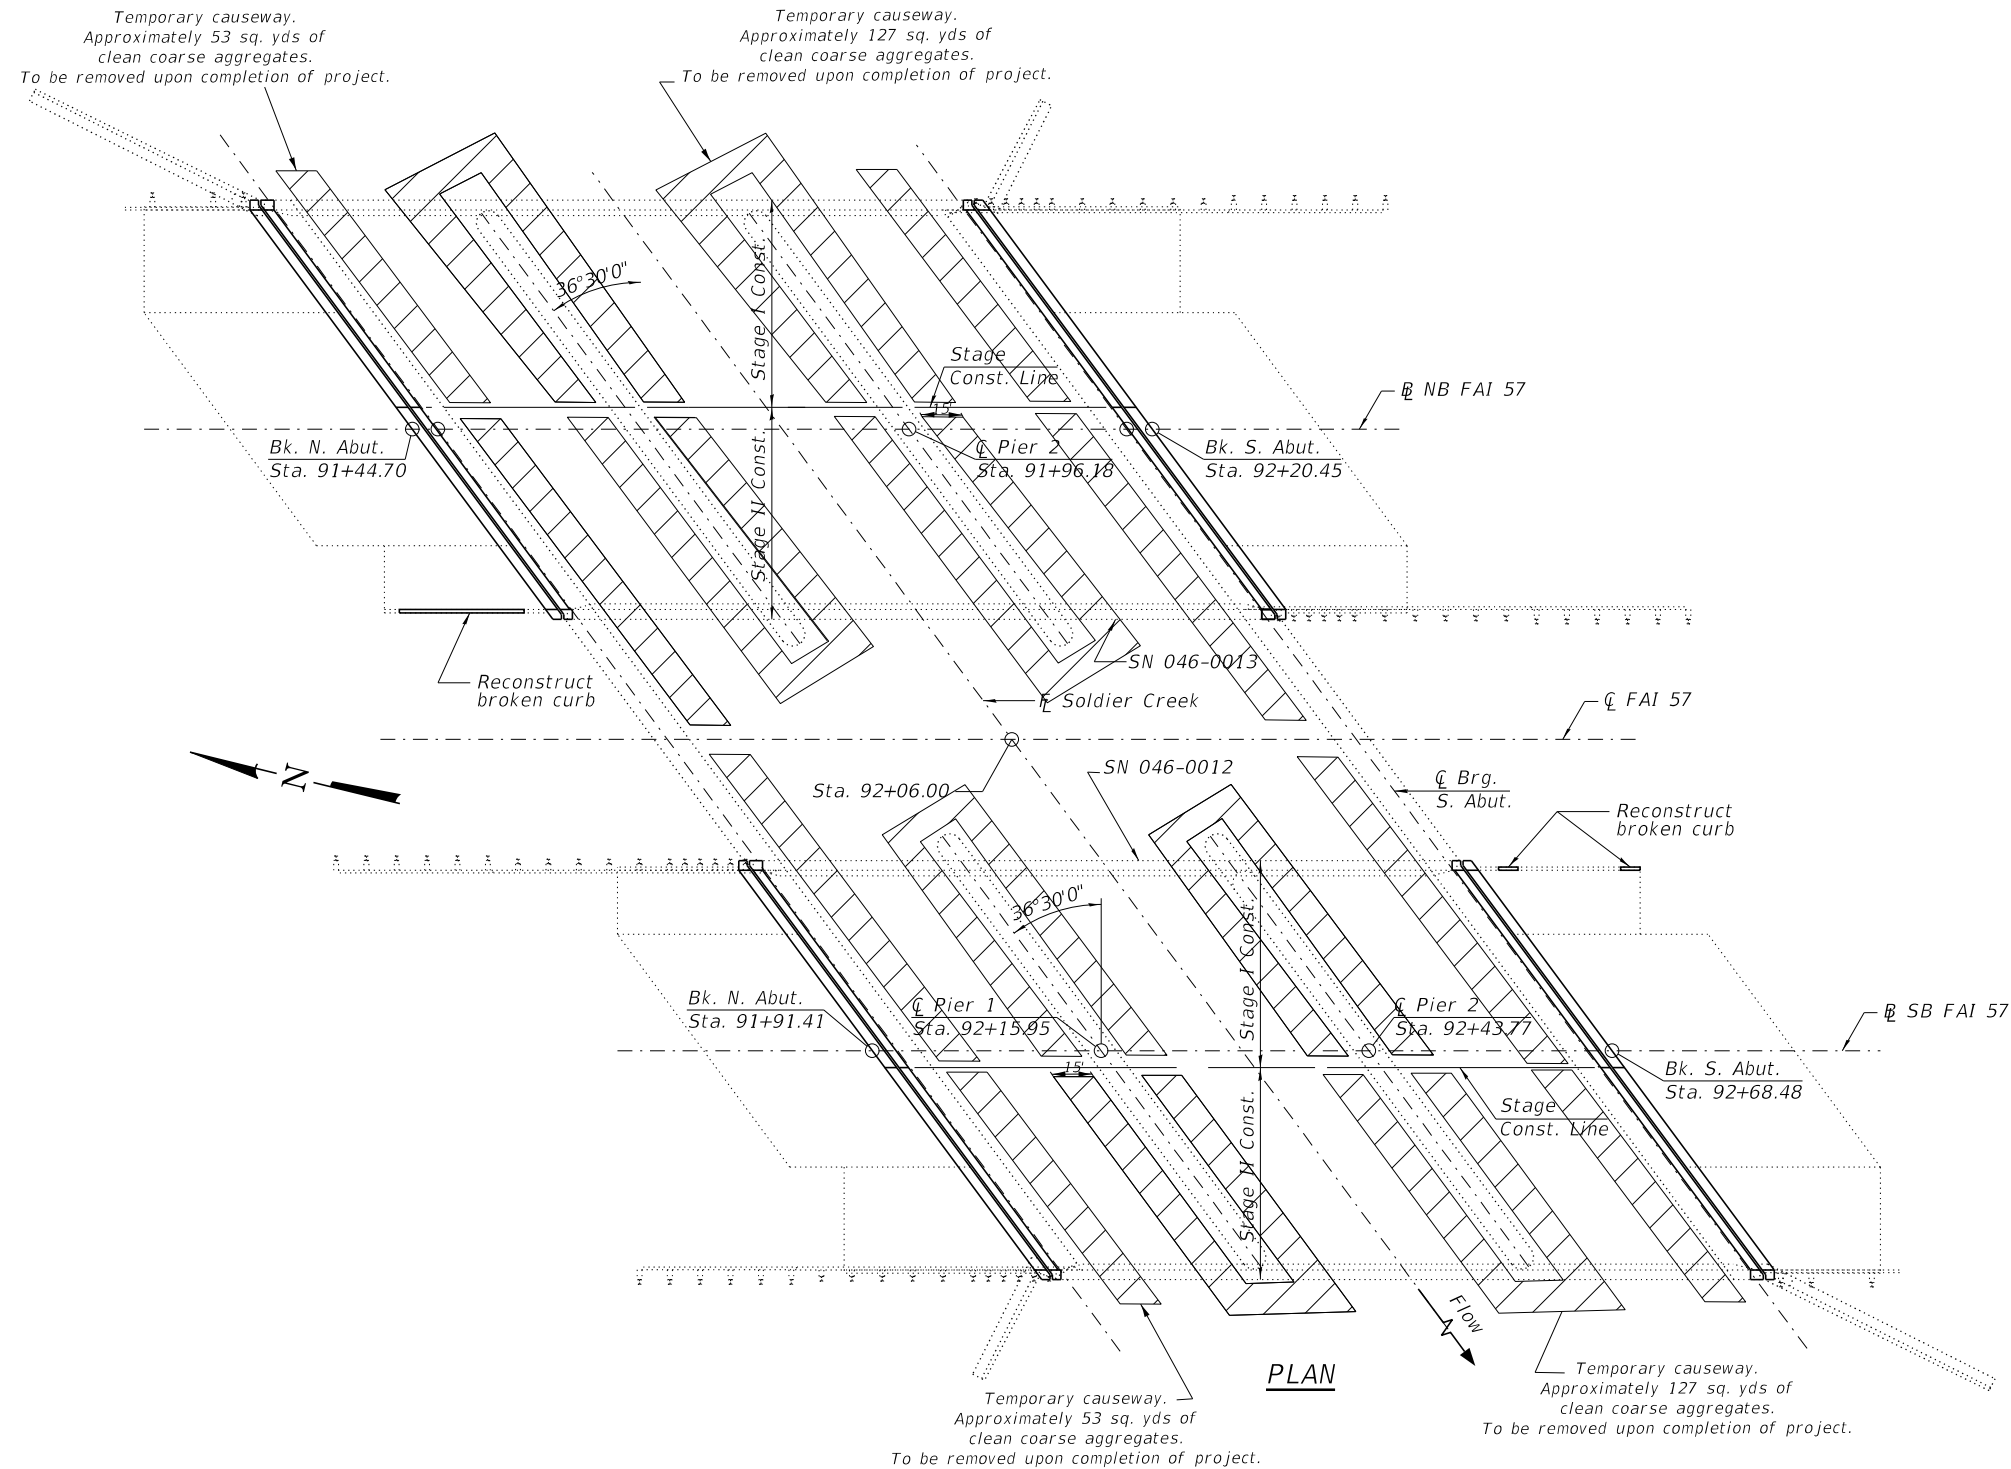 Temporary causeway.
Approximately 53 sq. yds of
clean coarse aggregates.
To be removed upon completion of project.
Temporary causeway.
Approximately 127 sq. yds of
clean coarse aggregates.
To be removed upon completion of project.
36°30'0"
Stage I Const.
Stage
Const. Line
15'
℄ NB FAI 57
Bk. N. Abut.
Sta. 91+44.70
℄ Pier 2
Sta. 91+96.18
Bk. S. Abut.
Sta. 92+20.45
Stage II Const.
SN 046-0013
Reconstruct
broken curb
Soldier Creek
℄ FAI 57
N
Sta. 92+06.00
SN 046-0012
℄ Brg.
S. Abut.
Reconstruct
broken curb
36°30'0"
Stage I Const.
Bk. N. Abut.
Sta. 91+91.41
℄ Pier 1
Sta. 92+15.95
℄ Pier 2
Sta. 92+43.77
SB FAI 57
15'
Bk. S. Abut.
Sta. 92+68.48
Stage
Const. Line
Stage II Const.
Flow
PLAN
Temporary causeway.
Approximately 53 sq. yds of
clean coarse aggregates.
To be removed upon completion of project.
Temporary causeway.
Approximately 127 sq. yds of
clean coarse aggregates.
To be removed upon completion of project.